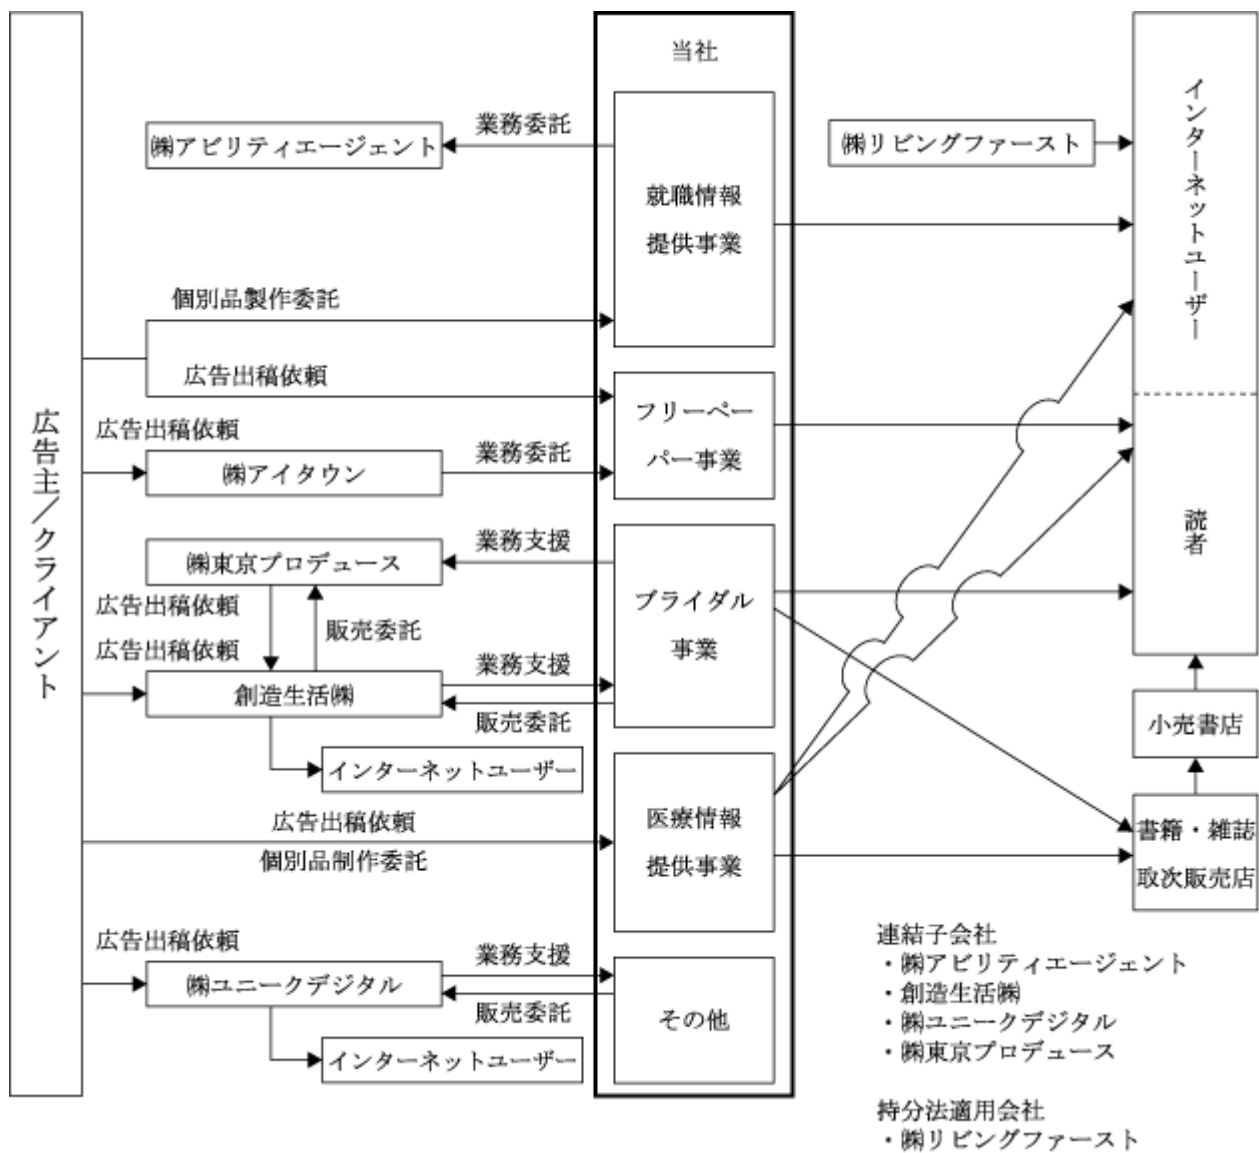 広告主／クライアント
㈱アビリティエージェント
業務委託
個別品製作委託
広告出稿依頼
広告出稿依頼
㈱アイタウン
業務委託
㈱東京プロデュース
業務支援
広告出稿依頼
販売委託
広告出稿依頼
創造生活㈱
業務支援
販売委託
インターネットユーザー
広告出稿依頼
個別品制作委託
広告出稿依頼
㈱ユニークデジタル
業務支援
販売委託
インターネットユーザー
当社
就職情報
提供事業
フリーペー
パー事業
ブライダル
事業
医療情報
提供事業
その他
㈱リビングファースト
インターネットユーザー
読者
小売書店
書籍・雑誌
取次販売店
連結子会社
・㈱アビリティエージェント
・創造生活㈱
・㈱ユニークデジタル
・㈱東京プロデュース
持分法適用会社
・㈱リビングファースト